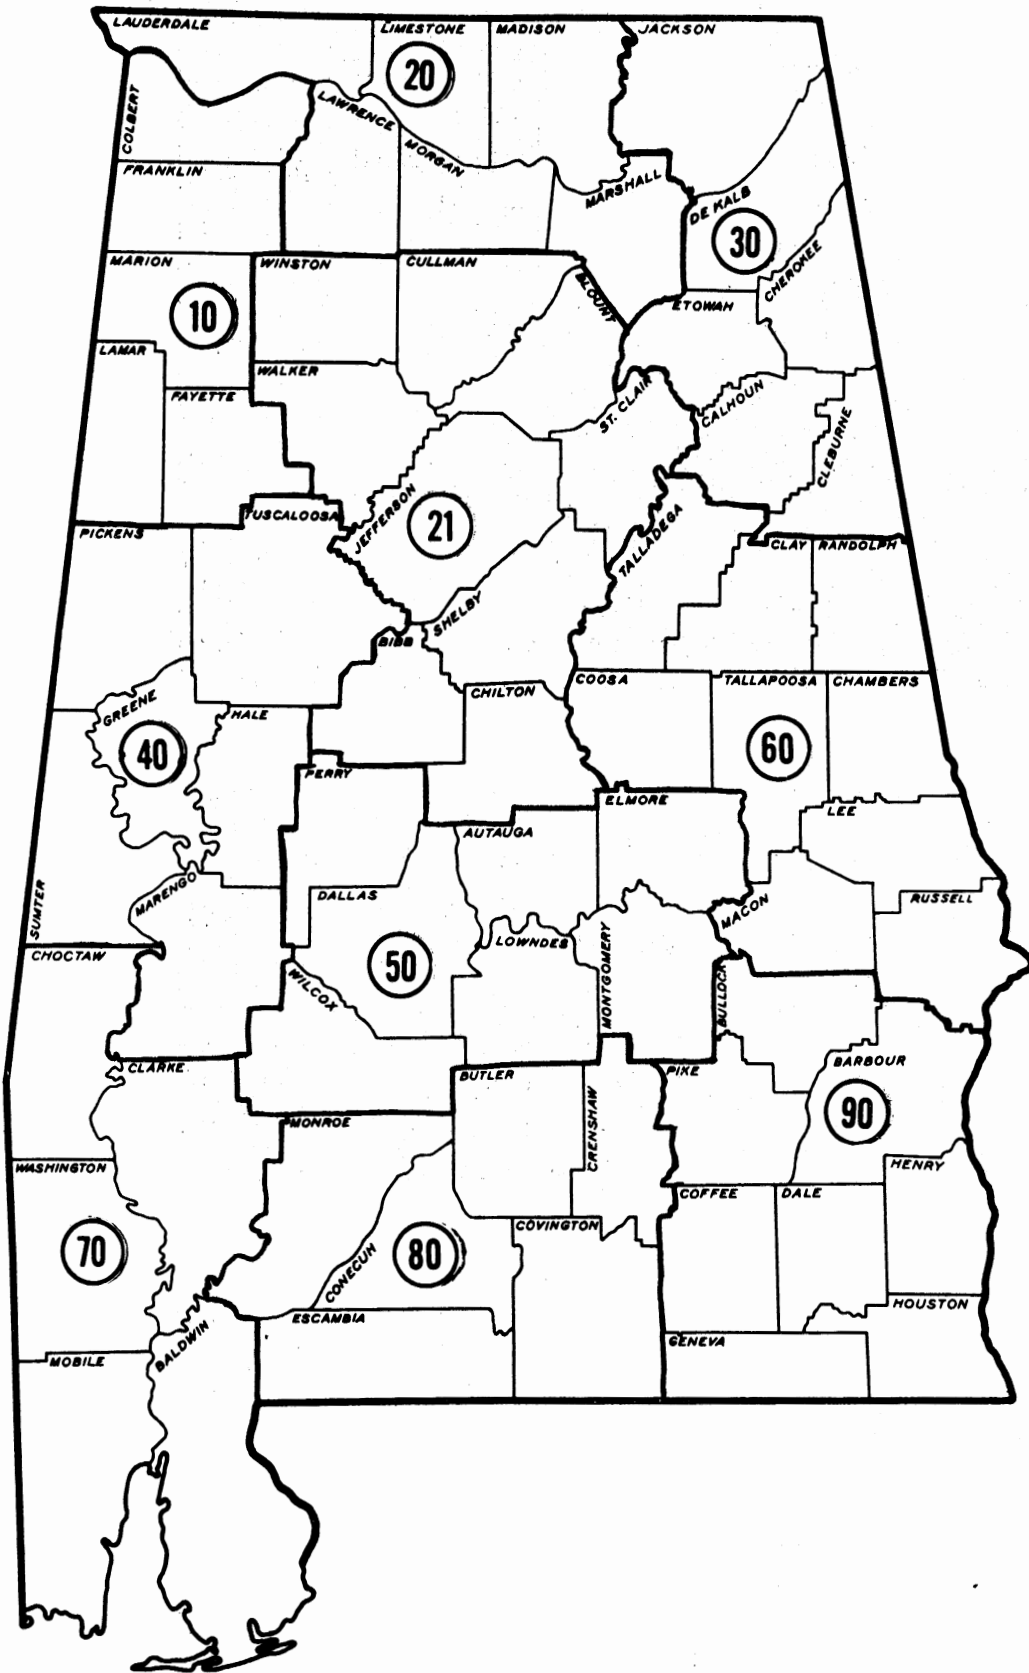 LAUDERDALE
LIMESTONE
MADISON
JACKSON
20
COLBERT
LAWRENCE
MORGAN
FRANKLIN
MARSHALL
DE KALB
30
CHEROKEE
MARION
WINSTON
CULLMAN
BLOUNT
ETOWAH
10
LAMAR
WALKER
FAYETTE
ST. CLAIR
CALHOUN
CLEBURNE
TUSCALOOSA
JEFFERSON
21
TALLADEGA
PICKENS
CLAY
RANDOLPH
SHELBY
BIBB
COOSA
TALLAPOOSA
CHAMBERS
CHILTON
GREENE
HALE
40
60
PERRY
ELMORE
LEE
AUTAUGA
MARENGO
DALLAS
SUMTER
MACON
RUSSELL
CHOCTAW
LOWNDES
50
WILCOX
MONTGOMERY
BULLOCK
CLARKE
BUTLER
PIKE
BARBOUR
90
CRENSHAW
MONROE
WASHINGTON
HENRY
COFFEE
DALE
COVINGTON
70
80
CONECUH
HOUSTON
ESCAMBIA
BALDWIN
GENEVA
MOBILE